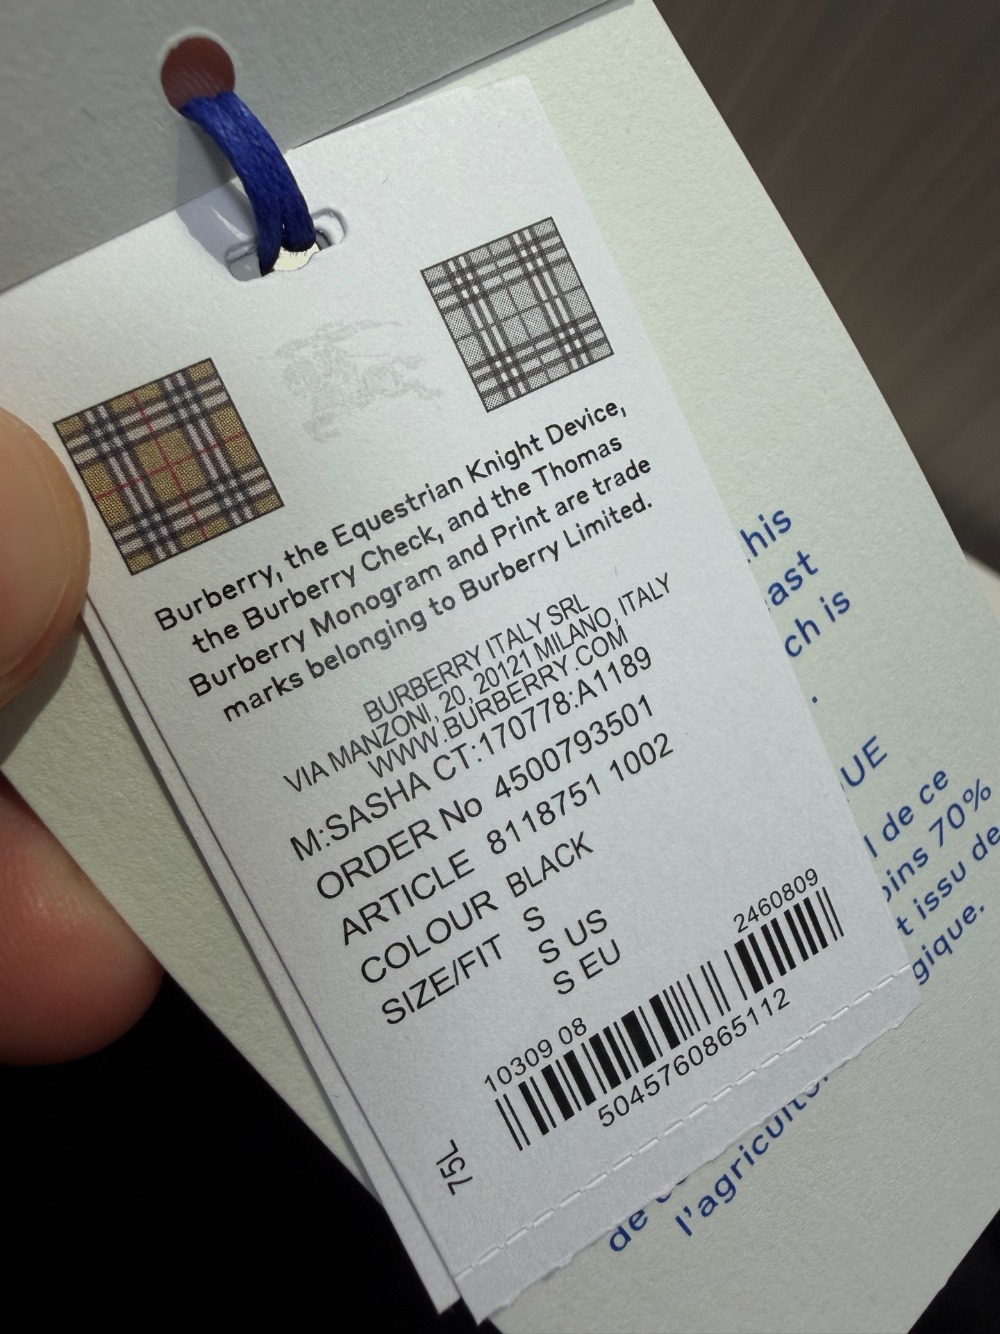 Burberry, the Equestrian Knight Device,
the Burberry Check, and the Thomas
Burberry Monogram and Print are trade
marks belonging to Burberry Limited.
BURBERRY ITALY SRL
VIA MANZONI, 20, 20121 MILANO, ITALY
WWW.BURBERRY.COM
M:SASHA CT:170778:A1189
ORDER No 4500793501
ARTICLE 8118751 1002
COLOUR BLACK
SIZE/FIT S
S US
S EU
10309 08 2460809
5045760865112
75L
his
ast
ch is
.
UE
l de ce
oins 70%
t issu de
gique.
de c
l'agricultu